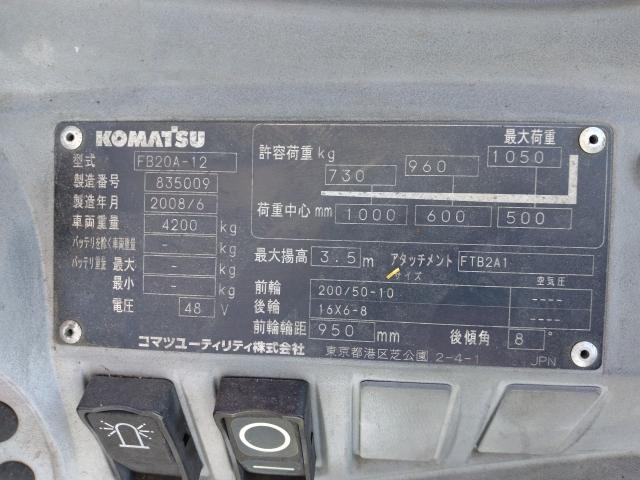 KOMATSU
型式 FB20A-12
製造番号 835009
製造年月 2008/6
車両重量 4200 kg
バッテリを除く車両重量 - kg
バッテリ重量 最大 - kg
最小 - kg
電圧 48 V
コマツユーティリティ株式会社
最大荷重
許容荷重 kg 730 960 1050
荷重中心 mm 1000 600 500
最大揚高 3.5 m アタッチメント FTB2A1
サイズ 空気圧
前輪 200/50-10 ----
後輪 16X6-8 ----
前輪輪距 950 mm 後傾角 8°
東京都港区芝公園 2-4-1 JPN